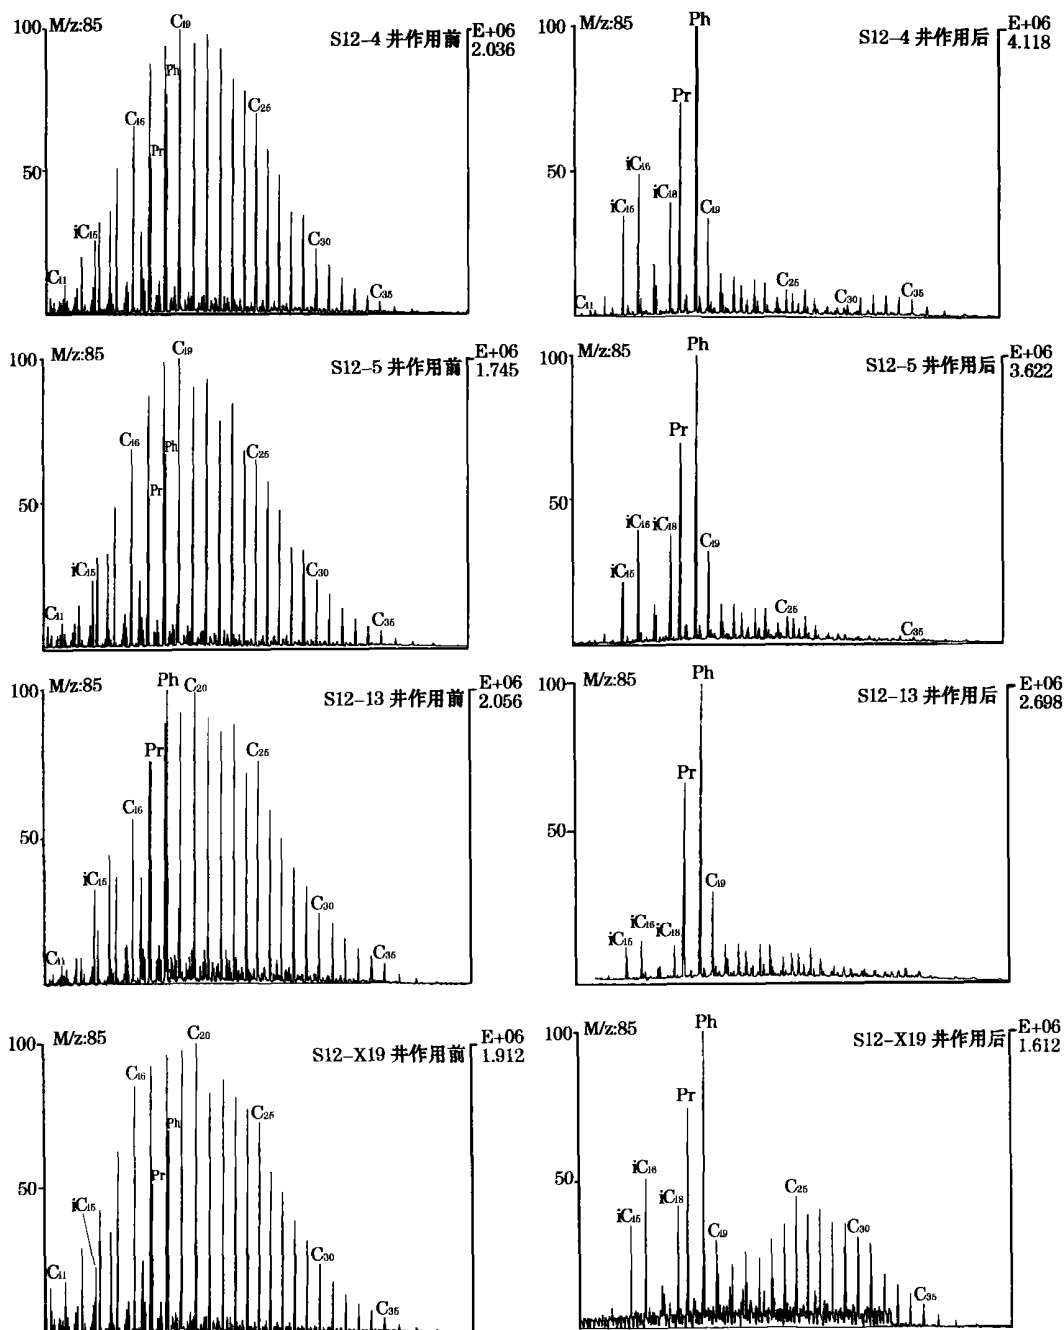 100
M/z:85
C19
S12-4 井作用前
E+06
2.036
Ph
C16
C25
Pr
50
iC15
C30
C11
C35
100
M/z:85
Ph
S12-4 井作用后
E+06
4.118
Pr
50
iC16
iC15
iC18
C19
C25
C11
C30
C35
100
M/z:85
C19
S12-5 井作用前
E+06
1.745
C16
Ph
C25
Pr
50
iC15
C30
C11
C35
100
M/z:85
Ph
S12-5 井作用后
E+06
3.622
Pr
50
iC16
iC18
C19
iC15
C25
C35
100
M/z:85
Ph
C20
S12-13 井作用前
E+06
2.056
Pr
C25
C16
50
iC15
C30
C11
C35
100
M/z:85
Ph
S12-13 井作用后
E+06
2.698
Pr
50
C19
iC16
iC15
iC18
100
M/z:85
C20
S12-X19 井作用前
E+06
1.912
C16
Ph
C25
Pr
50
iC15
C30
C11
C35
100
M/z:85
Ph
S12-X19 井作用后
E+06
1.612
Pr
50
iC16
iC15
iC18
C19
C25
C30
C35